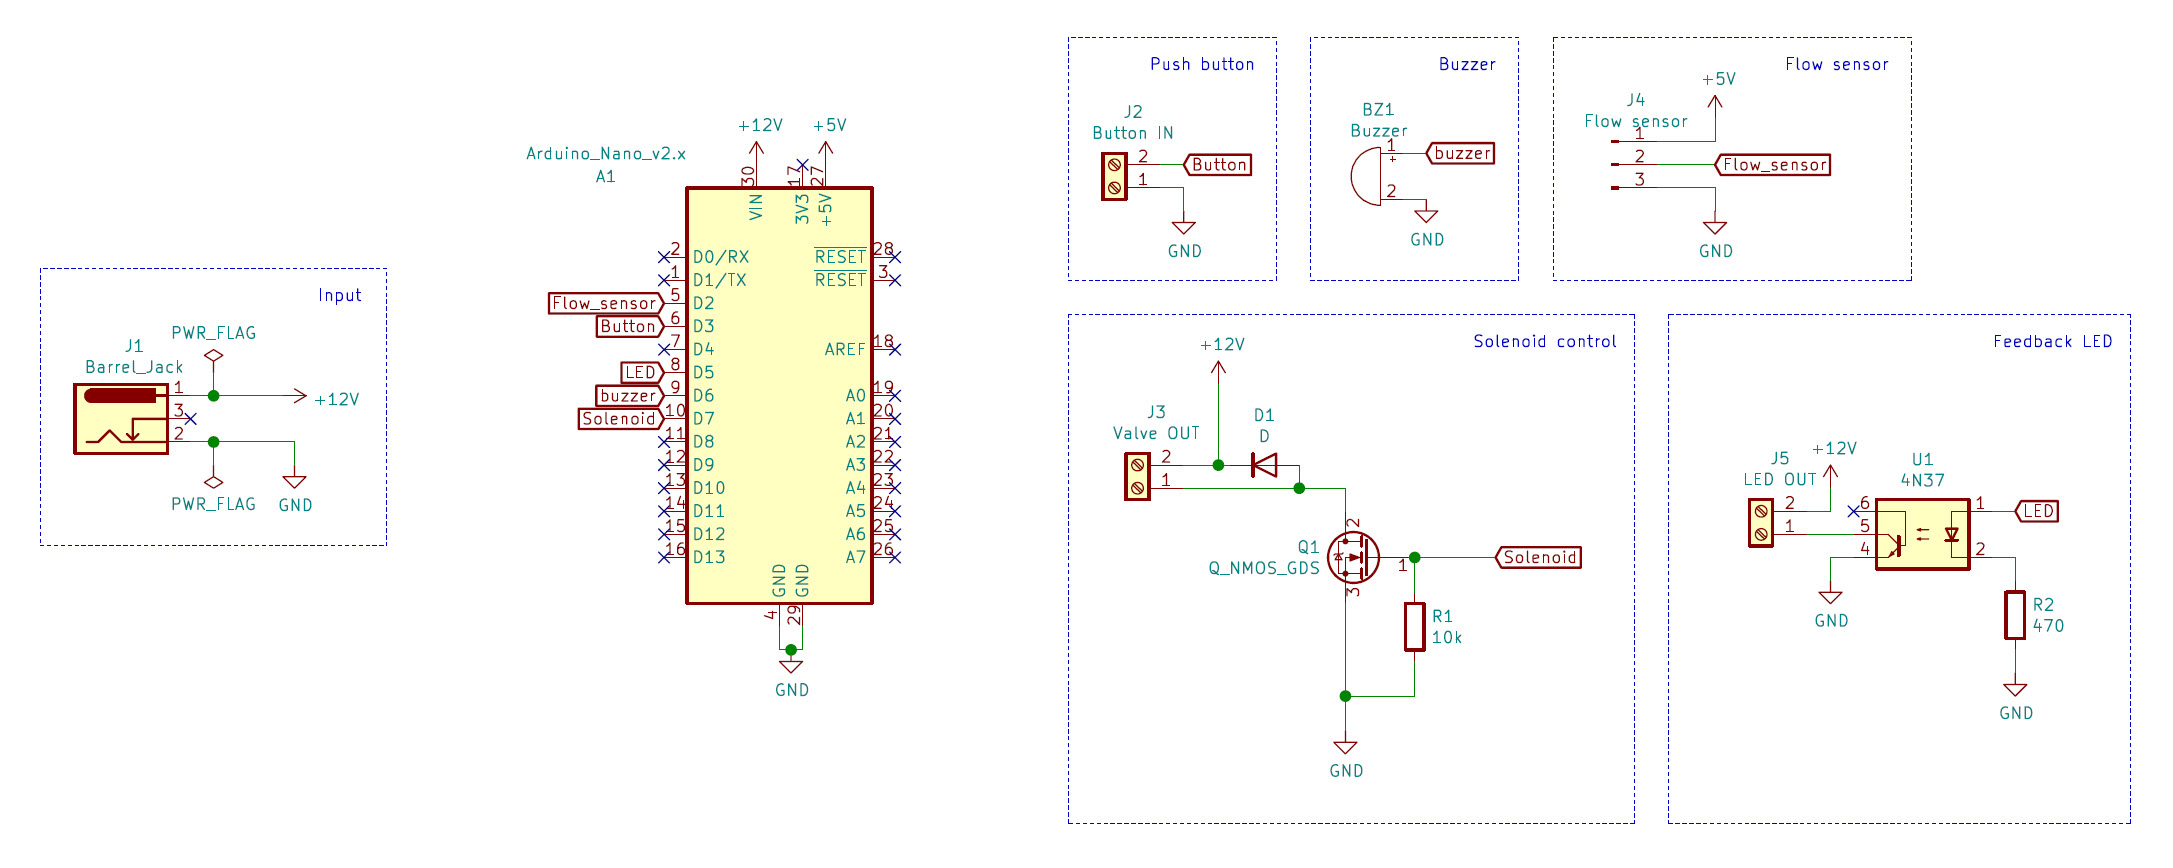 Input
PWR_FLAG
J1
Barrel_Jack
1
+12V
3
2
PWR_FLAG
GND
+12V
+5V
Arduino_Nano_v2.x
A1
30
17
27
VIN
3V3
+5V
2
D0/RX
RESET
28
1
D1/TX
RESET
3
Flow_sensor
5
D2
Button
6
D3
7
D4
AREF
18
LED
8
D5
buzzer
9
D6
A0
19
Solenoid
10
D7
A1
20
11
D8
A2
21
12
D9
A3
22
13
D10
A4
23
14
D11
A5
24
15
D12
A6
25
16
D13
A7
26
GND
GND
4
29
GND
Push button
J2
Button IN
2
Button
1
GND
Buzzer
BZ1
Buzzer
1
+
buzzer
2
GND
Flow sensor
+5V
J4
Flow sensor
1
2
Flow_sensor
3
GND
Solenoid control
+12V
J3
Valve OUT
D1
D
2
1
2
Q1
Q_NMOS_GDS
1
Solenoid
3
R1
10k
GND
Feedback LED
+12V
J5
LED OUT
U1
4N37
2
6
1
LED
1
5
4
2
GND
R2
470
GND